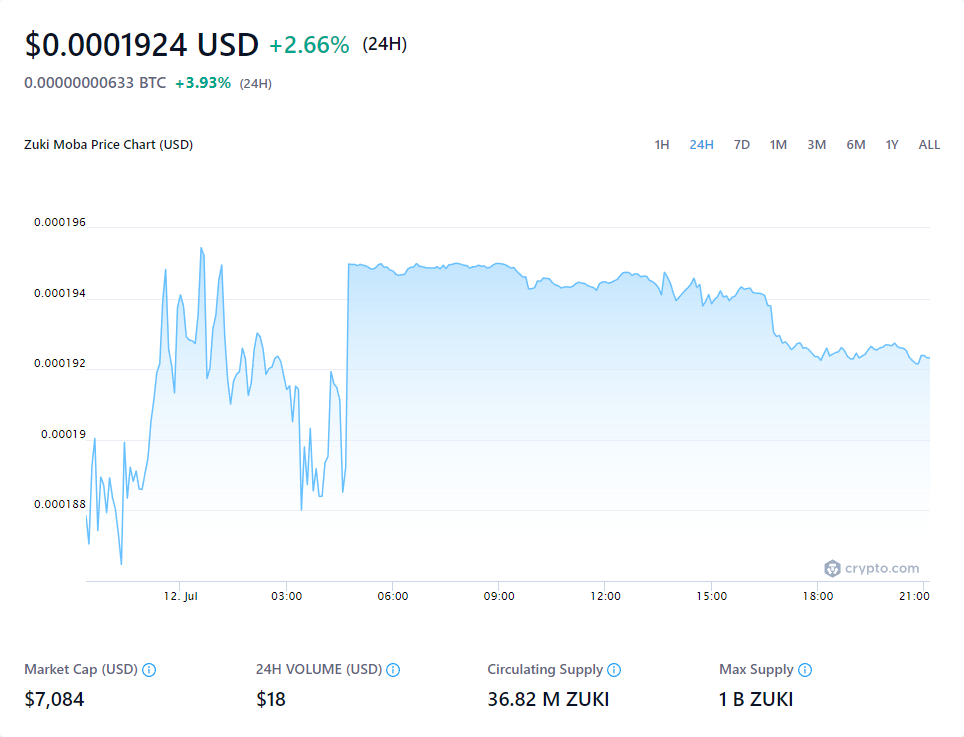 $0.0001924 USD +2.66% (24H)
0.00000000633 BTC +3.93% (24H)
Zuki Moba Price Chart (USD) 1H 24H 7D 1M 3M 6M 1Y ALL
0.000196
0.000194
0.000192
0.00019
0.000188
crypto.com
12. Jul 03:00 06:00 09:00 12:00 15:00 18:00 21:00
Market Cap (USD) 24H VOLUME (USD) Circulating Supply Max Supply
$7,084 $18 36.82 M ZUKI 1 B ZUKI